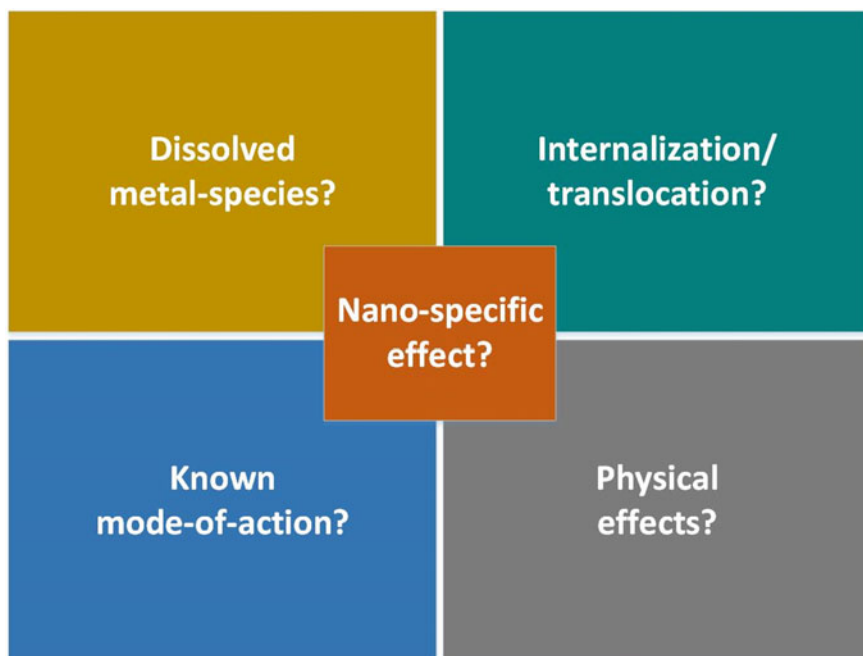 Dissolved
metal-species?
Internalization/
translocation?
Nano-specific
effect?
Known
mode-of-action?
Physical
effects?